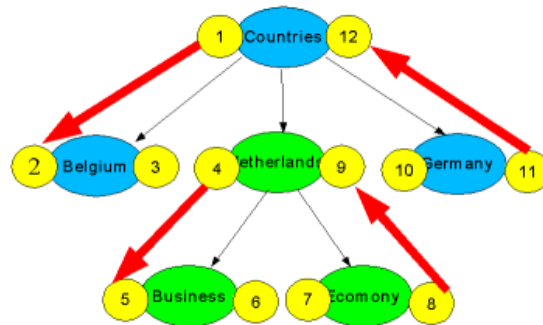 1 Countries 12
2 Belgium 3 4 Netherlands 9 10 Germany 11
5 Business 6 7 Ecomony 8